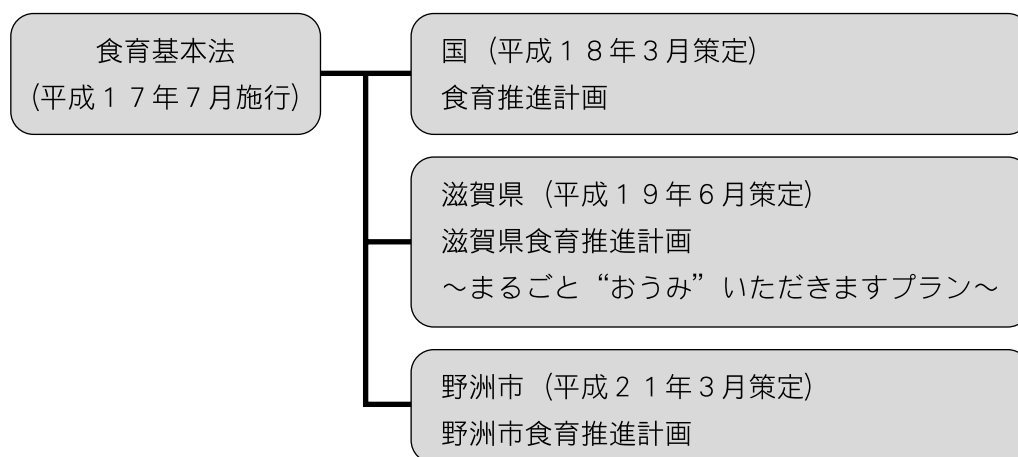 食育基本法
(平成１７年７月施行)
国 (平成１８年３月策定)
食育推進計画
滋賀県 (平成１９年６月策定)
滋賀県食育推進計画
～まるごと“おうみ”いただきますプラン～
野洲市 (平成２１年３月策定)
野洲市食育推進計画